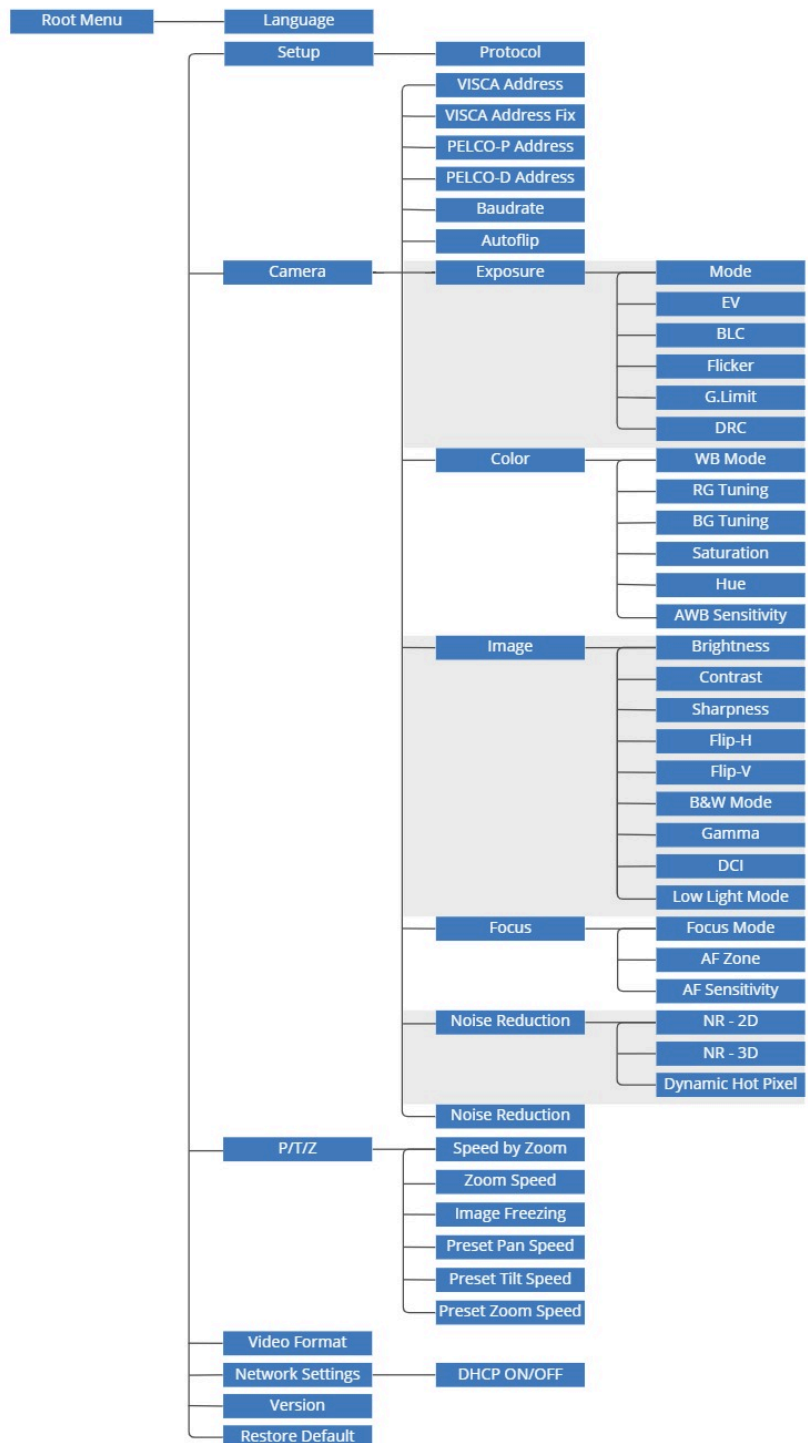 Root Menu
Language
Setup
Protocol
VISCA Address
VISCA Address Fix
PELCO-P Address
PELCO-D Address
Baudrate
Autoflip
Camera
Exposure
Mode
EV
BLC
Flicker
G.Limit
DRC
Color
WB Mode
RG Tuning
BG Tuning
Saturation
Hue
AWB Sensitivity
Image
Brightness
Contrast
Sharpness
Flip-H
Flip-V
B&W Mode
Gamma
DCI
Low Light Mode
Focus
Focus Mode
AF Zone
AF Sensitivity
Noise Reduction
NR - 2D
NR - 3D
Dynamic Hot Pixel
Noise Reduction
P/T/Z
Speed by Zoom
Zoom Speed
Image Freezing
Preset Pan Speed
Preset Tilt Speed
Preset Zoom Speed
Video Format
Network Settings
DHCP ON/OFF
Version
Restore Default